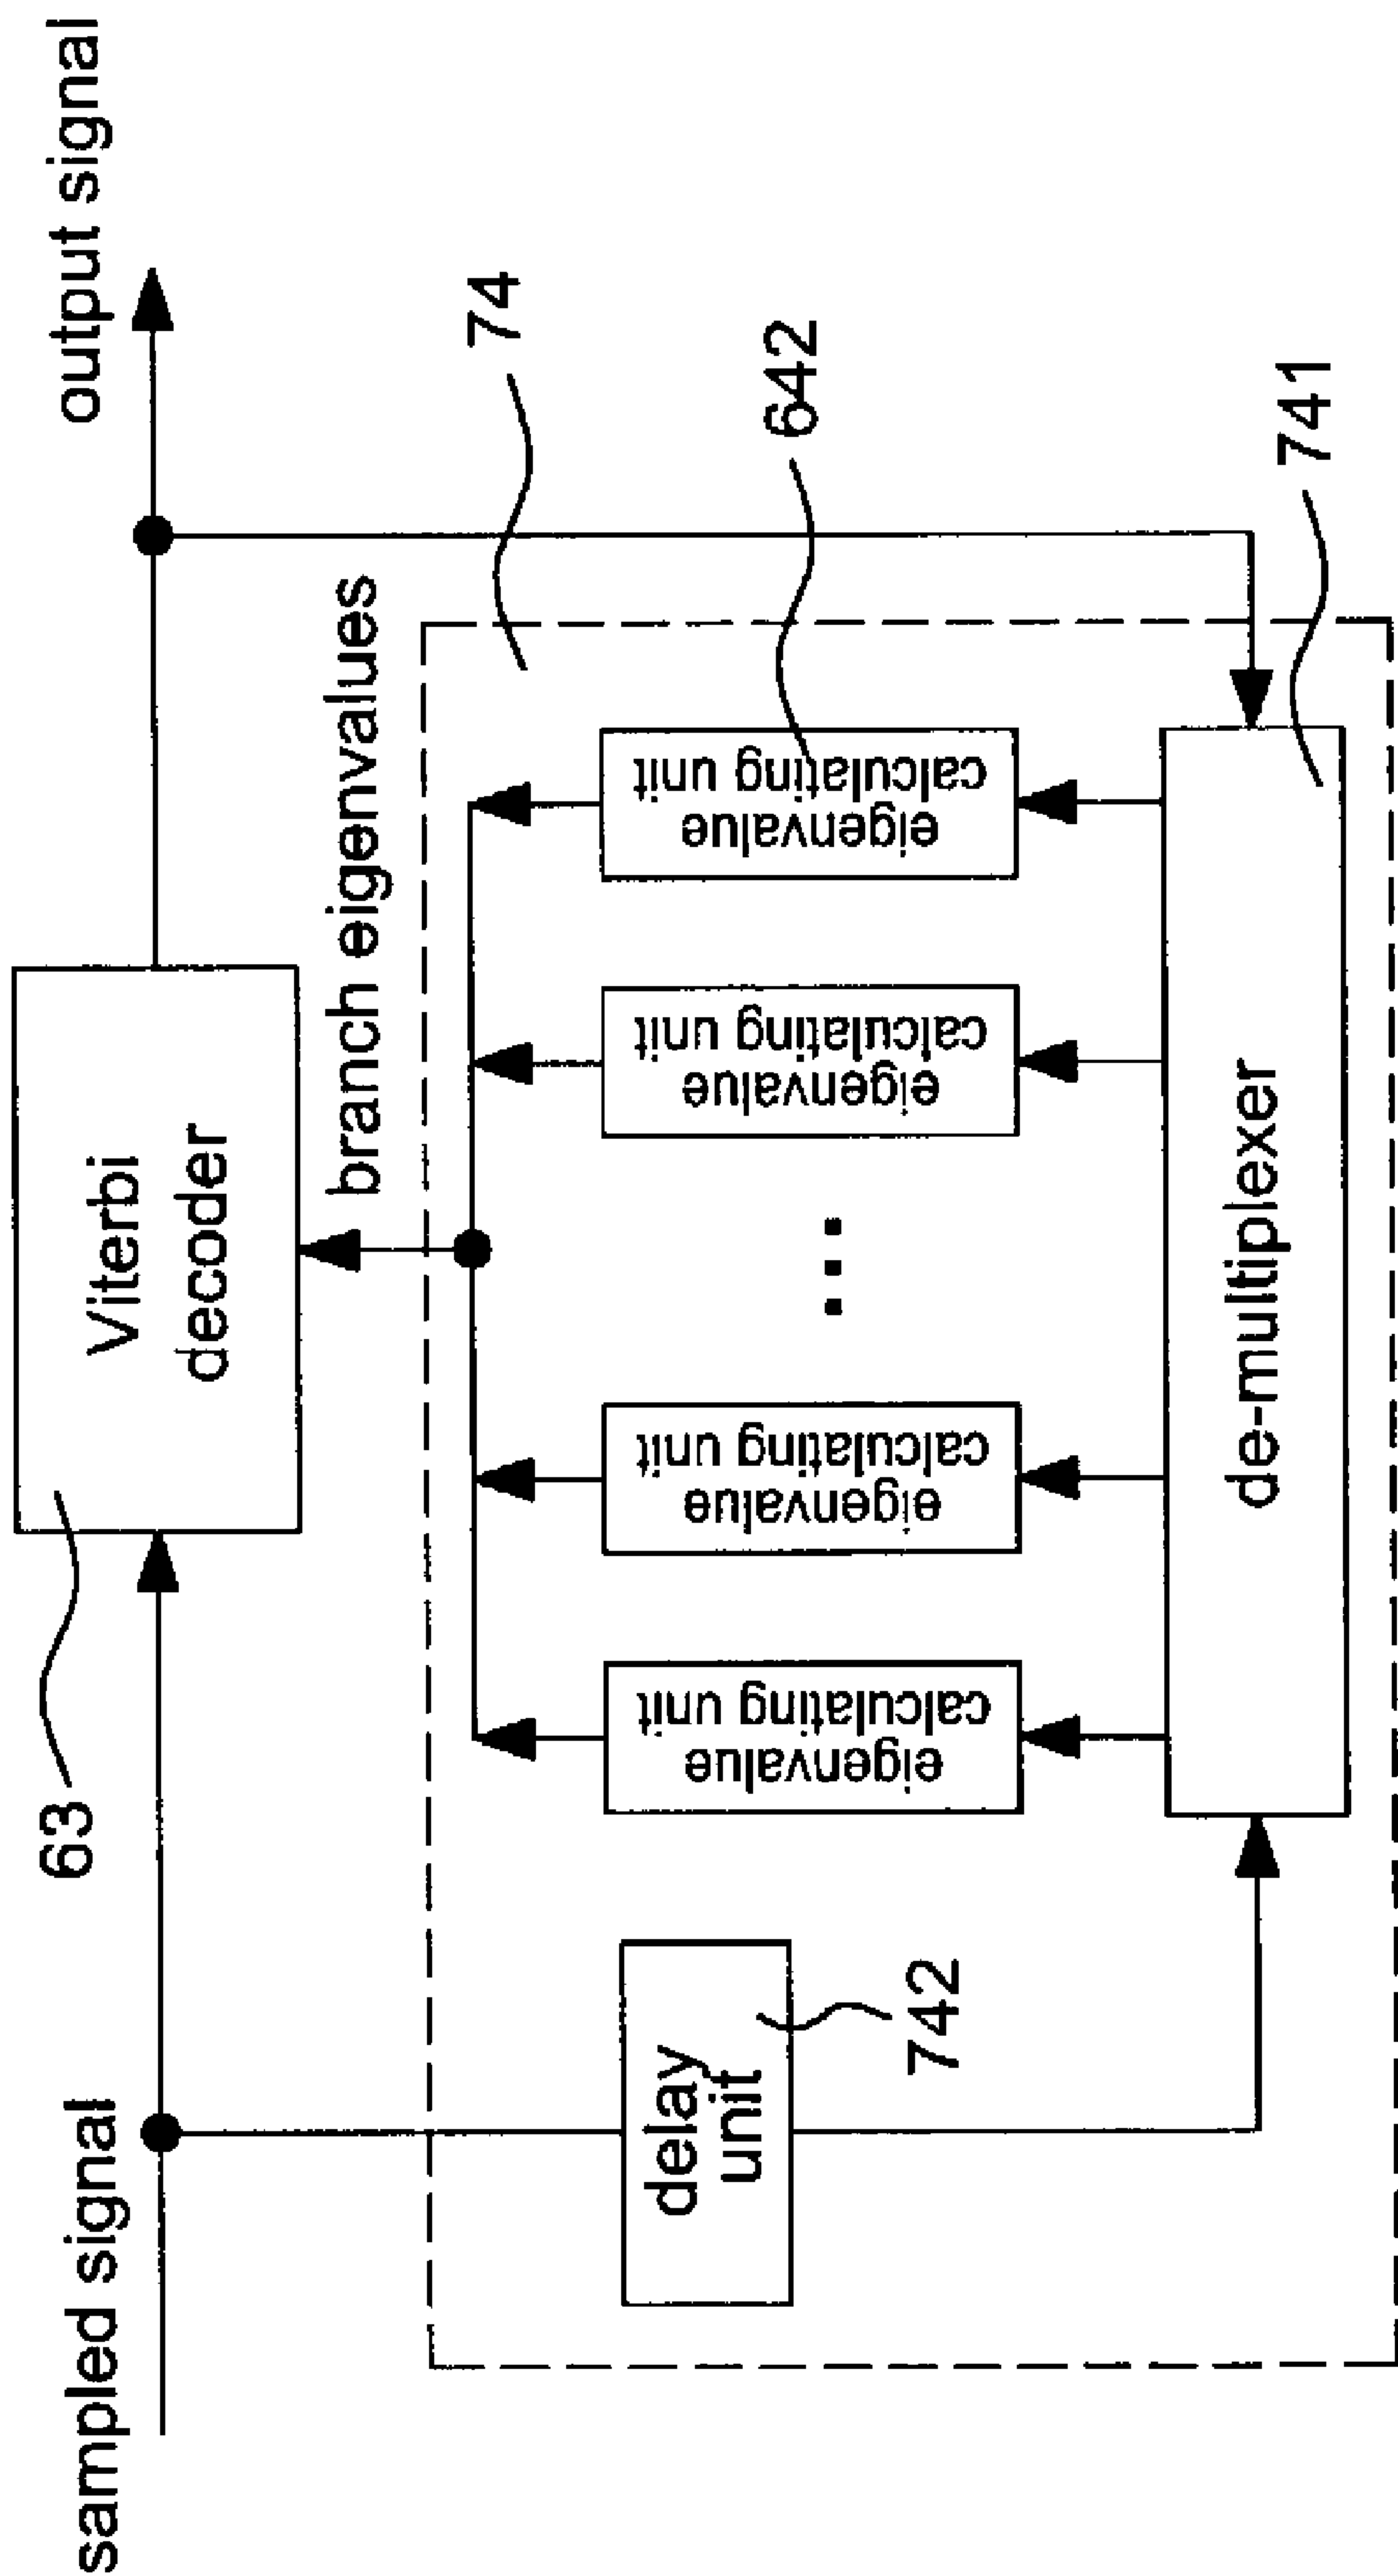 sampled signal
63
Viterbi
decoder
output signal
branch eigenvalues
74
delay
unit
742
eigenvalue
calculating unit
eigenvalue
calculating unit
...
eigenvalue
calculating unit
eigenvalue
calculating unit
642
de-multiplexer
741